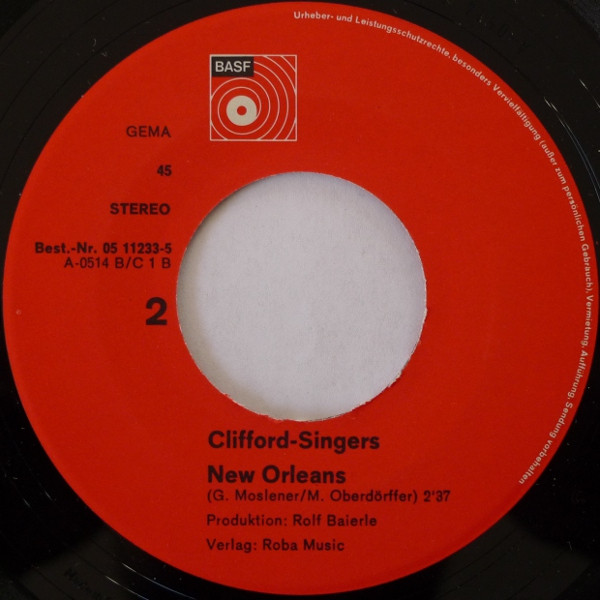 Urheber- und Leistungsschutzrechte, besonders Vervielfältigung (außer zum persönlichen Gebrauch), Vermietung, Aufführung, Sendung vorbehalten
BASF
GEMA
45
STEREO
Best.-Nr. 05 11233-5
A-0514 B/C 1 B
2
Clifford-Singers
New Orleans
(G. Moslener/M. Oberdörffer) 2'37
Produktion: Rolf Baierle
Verlag: Roba Music